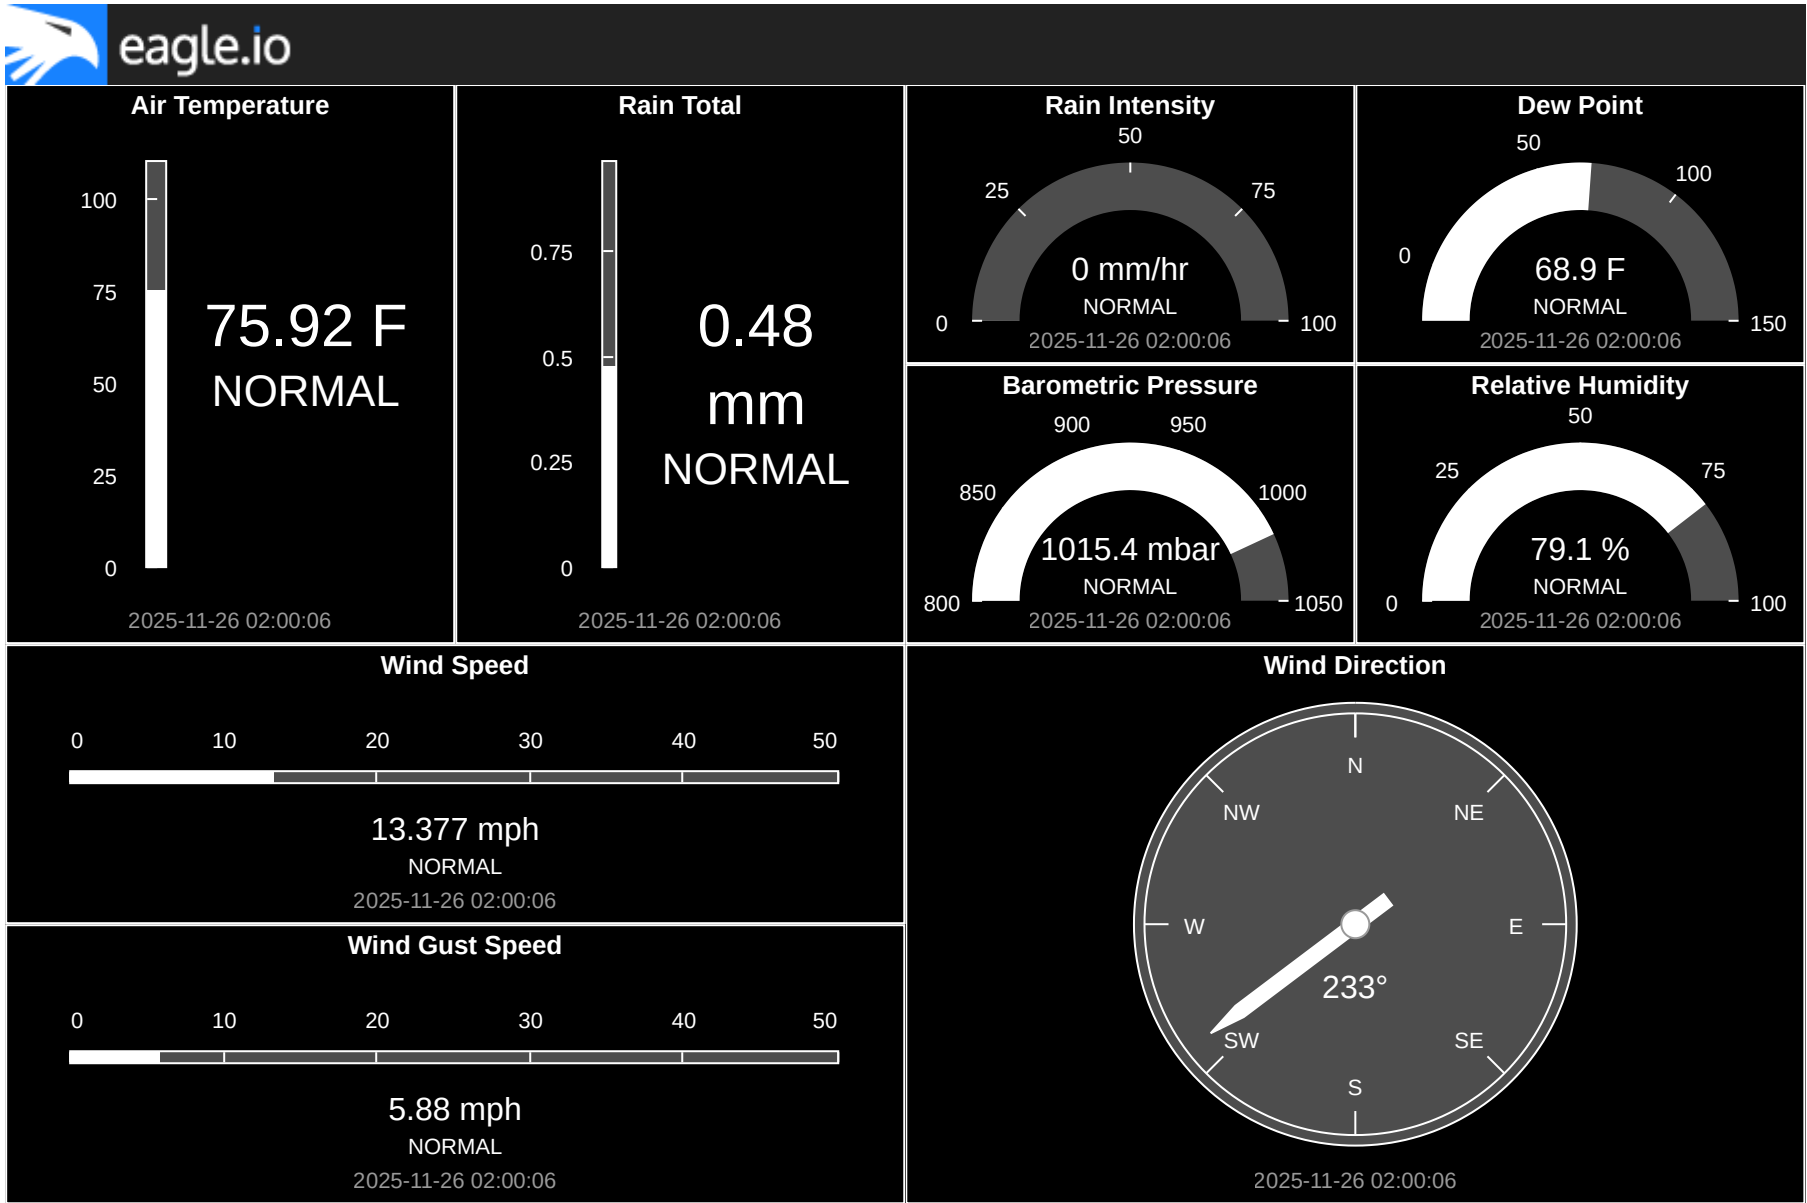 eagle.io
Air Temperature
100
75
50
25
0
75.92 F
NORMAL
2025-11-26 02:00:06
Rain Total
0.75
0.5
0.25
0
0.48
mm
NORMAL
2025-11-26 02:00:06
Rain Intensity
50
25
75
0
100
0 mm/hr
NORMAL
2025-11-26 02:00:06
Dew Point
50
100
0
150
68.9 F
NORMAL
2025-11-26 02:00:06
Barometric Pressure
900
950
850
1000
800
1050
1015.4 mbar
NORMAL
2025-11-26 02:00:06
Relative Humidity
50
25
75
0
100
79.1 %
NORMAL
2025-11-26 02:00:06
Wind Speed
0 10 20 30 40 50
13.377 mph
NORMAL
2025-11-26 02:00:06
Wind Gust Speed
0 10 20 30 40 50
5.88 mph
NORMAL
2025-11-26 02:00:06
Wind Direction
N
NW
NE
W
E
233°
SW
SE
S
2025-11-26 02:00:06